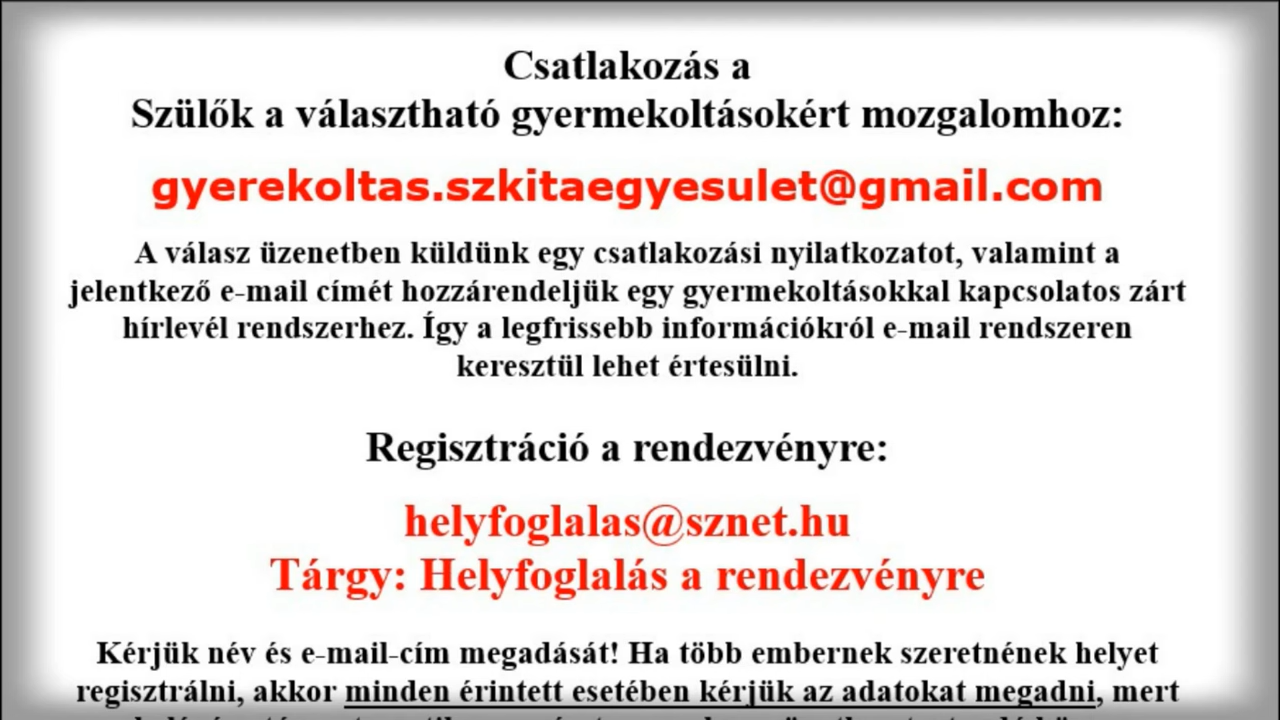 Csatlakozás a
Szülők a választható gyermekoltásokért mozgalomhoz:
gyerekoltas.szkitaegyesulet@gmail.com
A válasz üzenetben küldünk egy csatlakozási nyilatkozatot, valamint a
jelentkező e-mail címét hozzárendeljük egy gyermekoltásokkal kapcsolatos zárt
hírlevél rendszerhez. Így a legfrissebb információkról e-mail rendszeren
keresztül lehet értesülni.
Regisztráció a rendezvényre:
helyfoglalas@sznet.hu
Tárgy: Helyfoglalás a rendezvényre
Kérjük név és e-mail-cím megadását! Ha több embernek szeretnének helyet
regisztrálni, akkor minden érintett esetében kérjük az adatokat megadni, mert